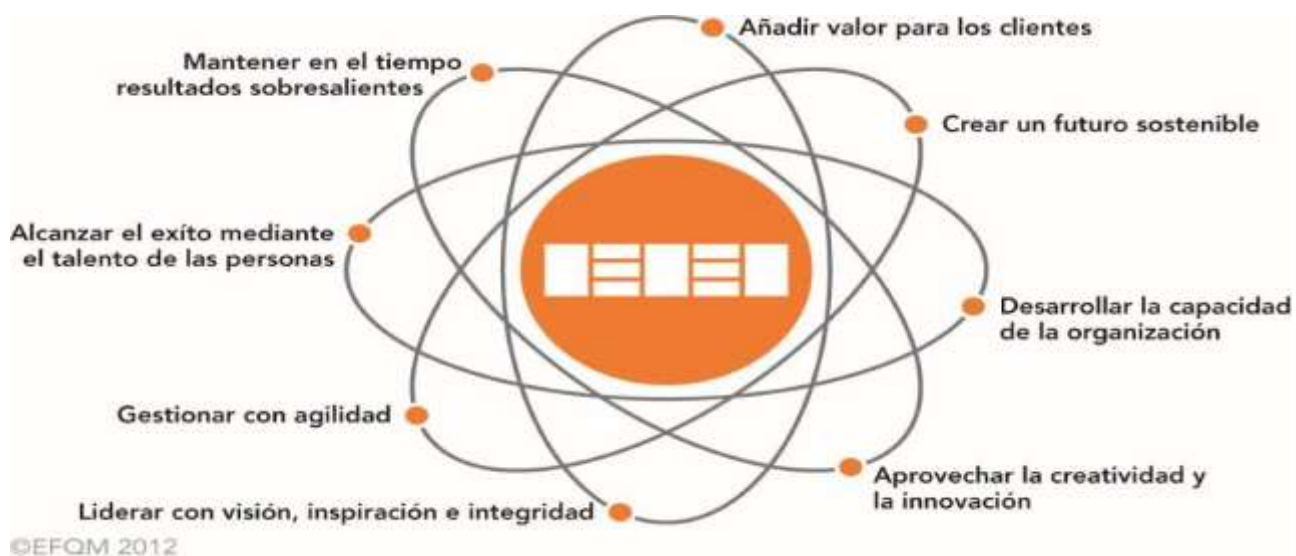 Añadir valor para los clientes
Mantener en el tiempo
resultados sobresalientes
Crear un futuro sostenible
Alcanzar el exíto mediante
el talento de las personas
Desarrollar la capacidad
de la organización
Gestionar con agilidad
Aprovechar la creatividad y
la innovación
Liderar con visión, inspiración e integridad
©EFQM 2012